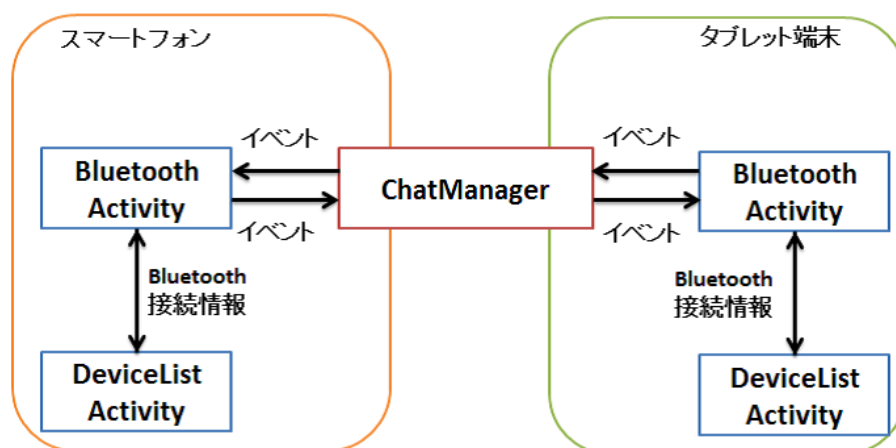 スマートフォン
タブレット端末
イベント
イベント
Bluetooth
Activity
ChatManager
Bluetooth
Activity
イベント
イベント
Bluetooth
接続情報
Bluetooth
接続情報
DeviceList
Activity
DeviceList
Activity